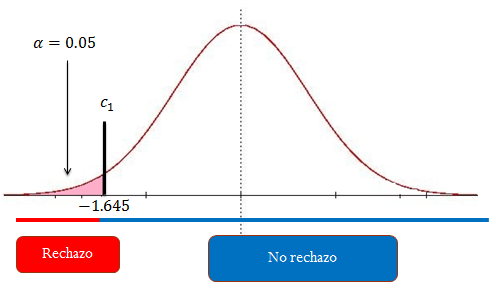 α = 0.05
c₁
−1.645
Rechazo
No rechazo